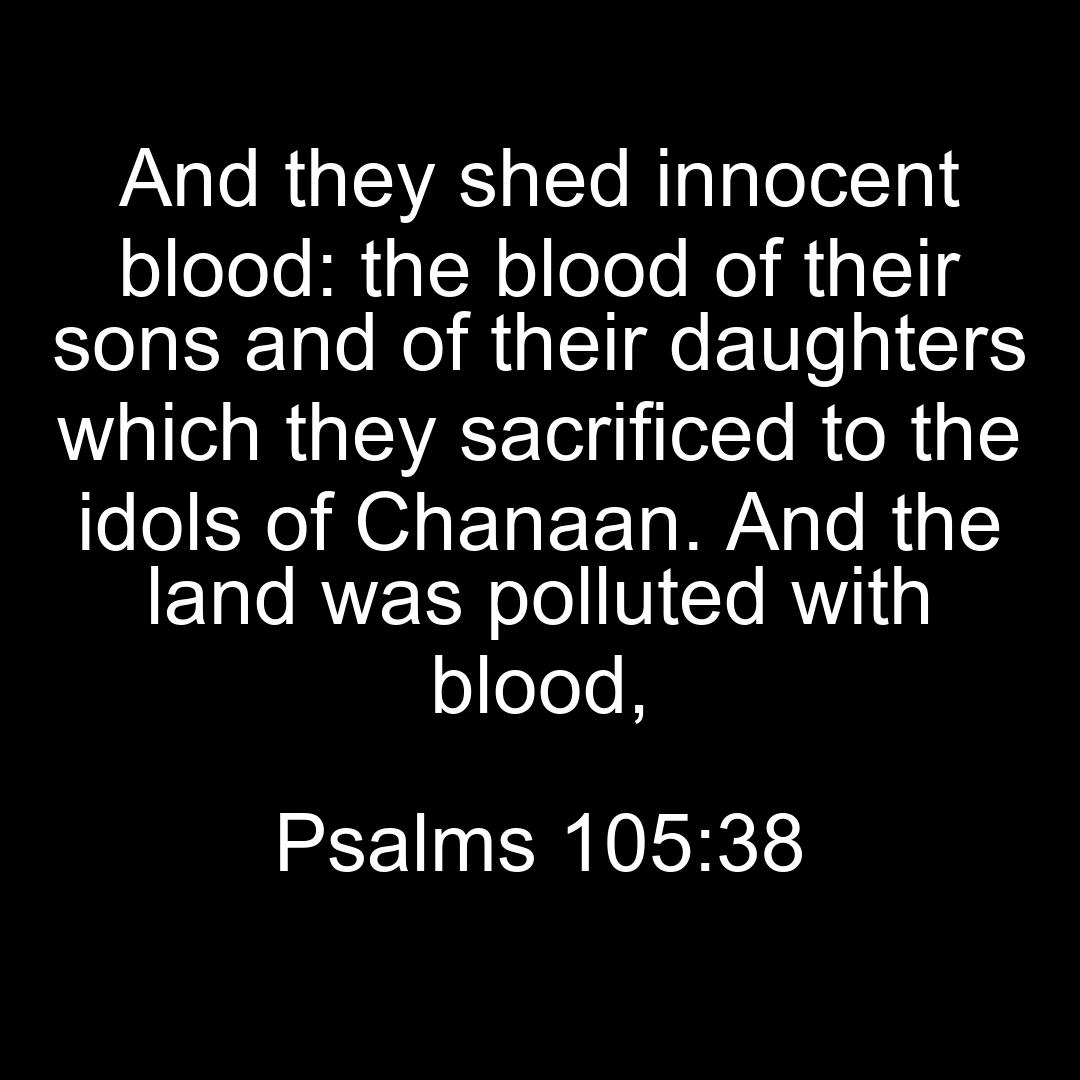 And they shed innocent
blood: the blood of their
sons and of their daughters
which they sacrificed to the
idols of Chanaan. And the
land was polluted with
blood,
Psalms 105:38